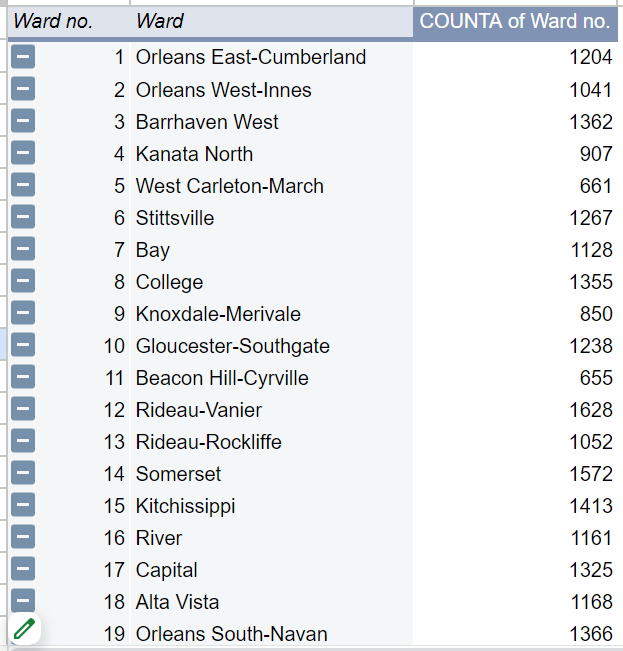 Ward no. Ward COUNTA of Ward no.
1 Orleans East-Cumberland 1204
2 Orleans West-Innes 1041
3 Barrhaven West 1362
4 Kanata North 907
5 West Carleton-March 661
6 Stittsville 1267
7 Bay 1128
8 College 1355
9 Knoxdale-Merivale 850
10 Gloucester-Southgate 1238
11 Beacon Hill-Cyrville 655
12 Rideau-Vanier 1628
13 Rideau-Rockliffe 1052
14 Somerset 1572
15 Kitchissippi 1413
16 River 1161
17 Capital 1325
18 Alta Vista 1168
19 Orleans South-Navan 1366